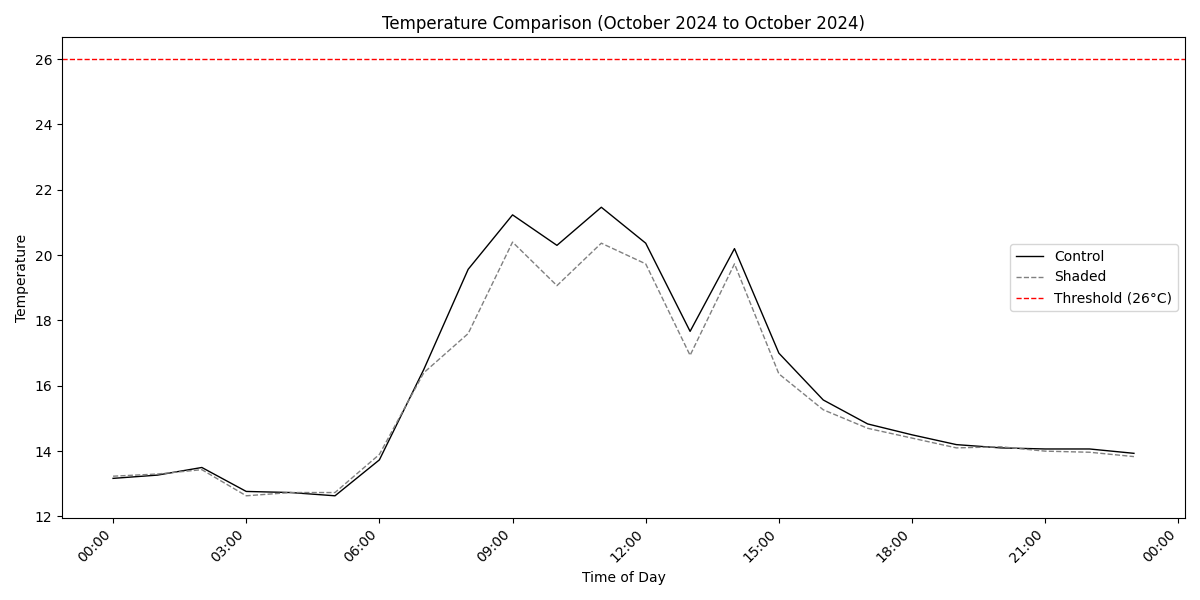 Temperature Comparison (October 2024 to October 2024)
26
24
22
20
18
16
14
12
Temperature
Control
Shaded
Threshold (26°C)
00:00
03:00
06:00
09:00
12:00
15:00
18:00
21:00
00:00
Time of Day